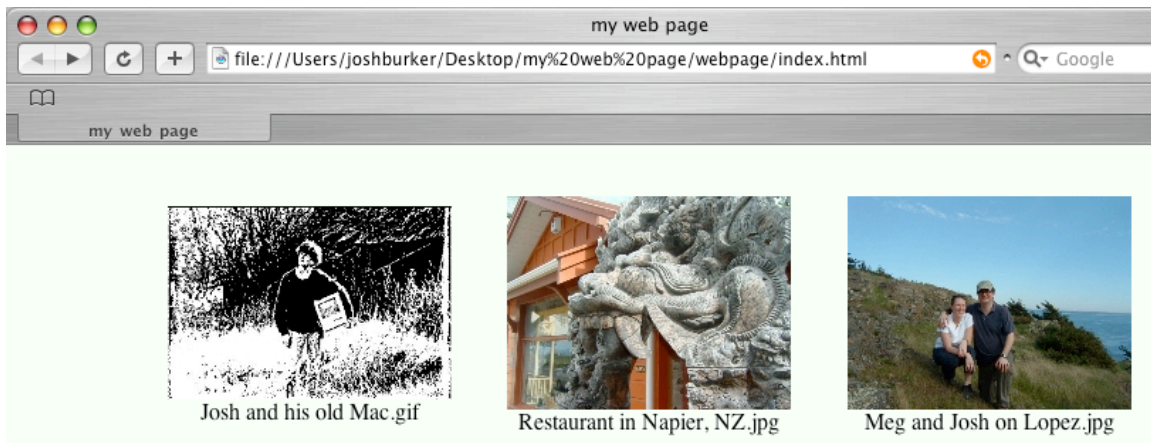 my web page
file:///Users/joshburker/Desktop/my%20web%20page/webpage/index.html
Google
my web page
Josh and his old Mac.gif
Restaurant in Napier, NZ.jpg
Meg and Josh on Lopez.jpg